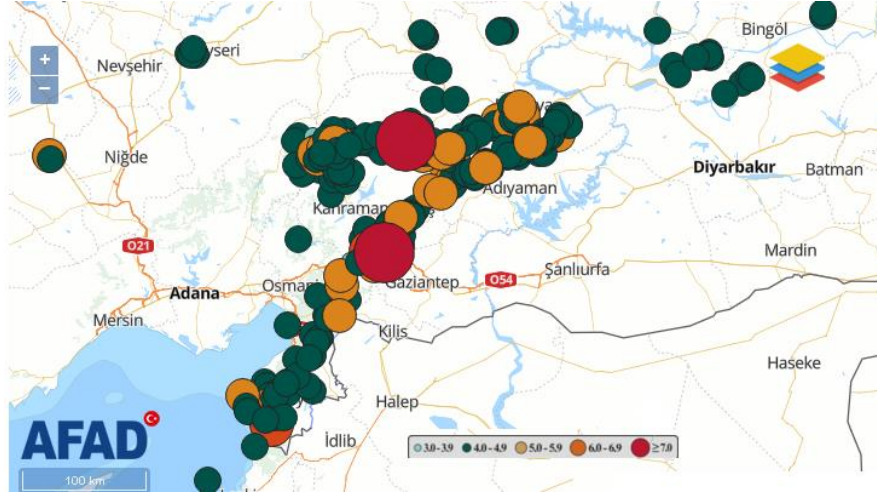 Bingöl
yseri
Nevşehir
Niğde
Diyarbakır
Batman
Adıyaman
Kahraman
O21
Mardin
Şanlıurfa
O54
Gaziantep
Osmani
Adana
Mersin
Kilis
Haseke
Halep
İdlib
AFAD
3.0 - 3.9 4.0 - 4.9 5.0 - 5.9 6.0 - 6.9 ≥7.0
100 km